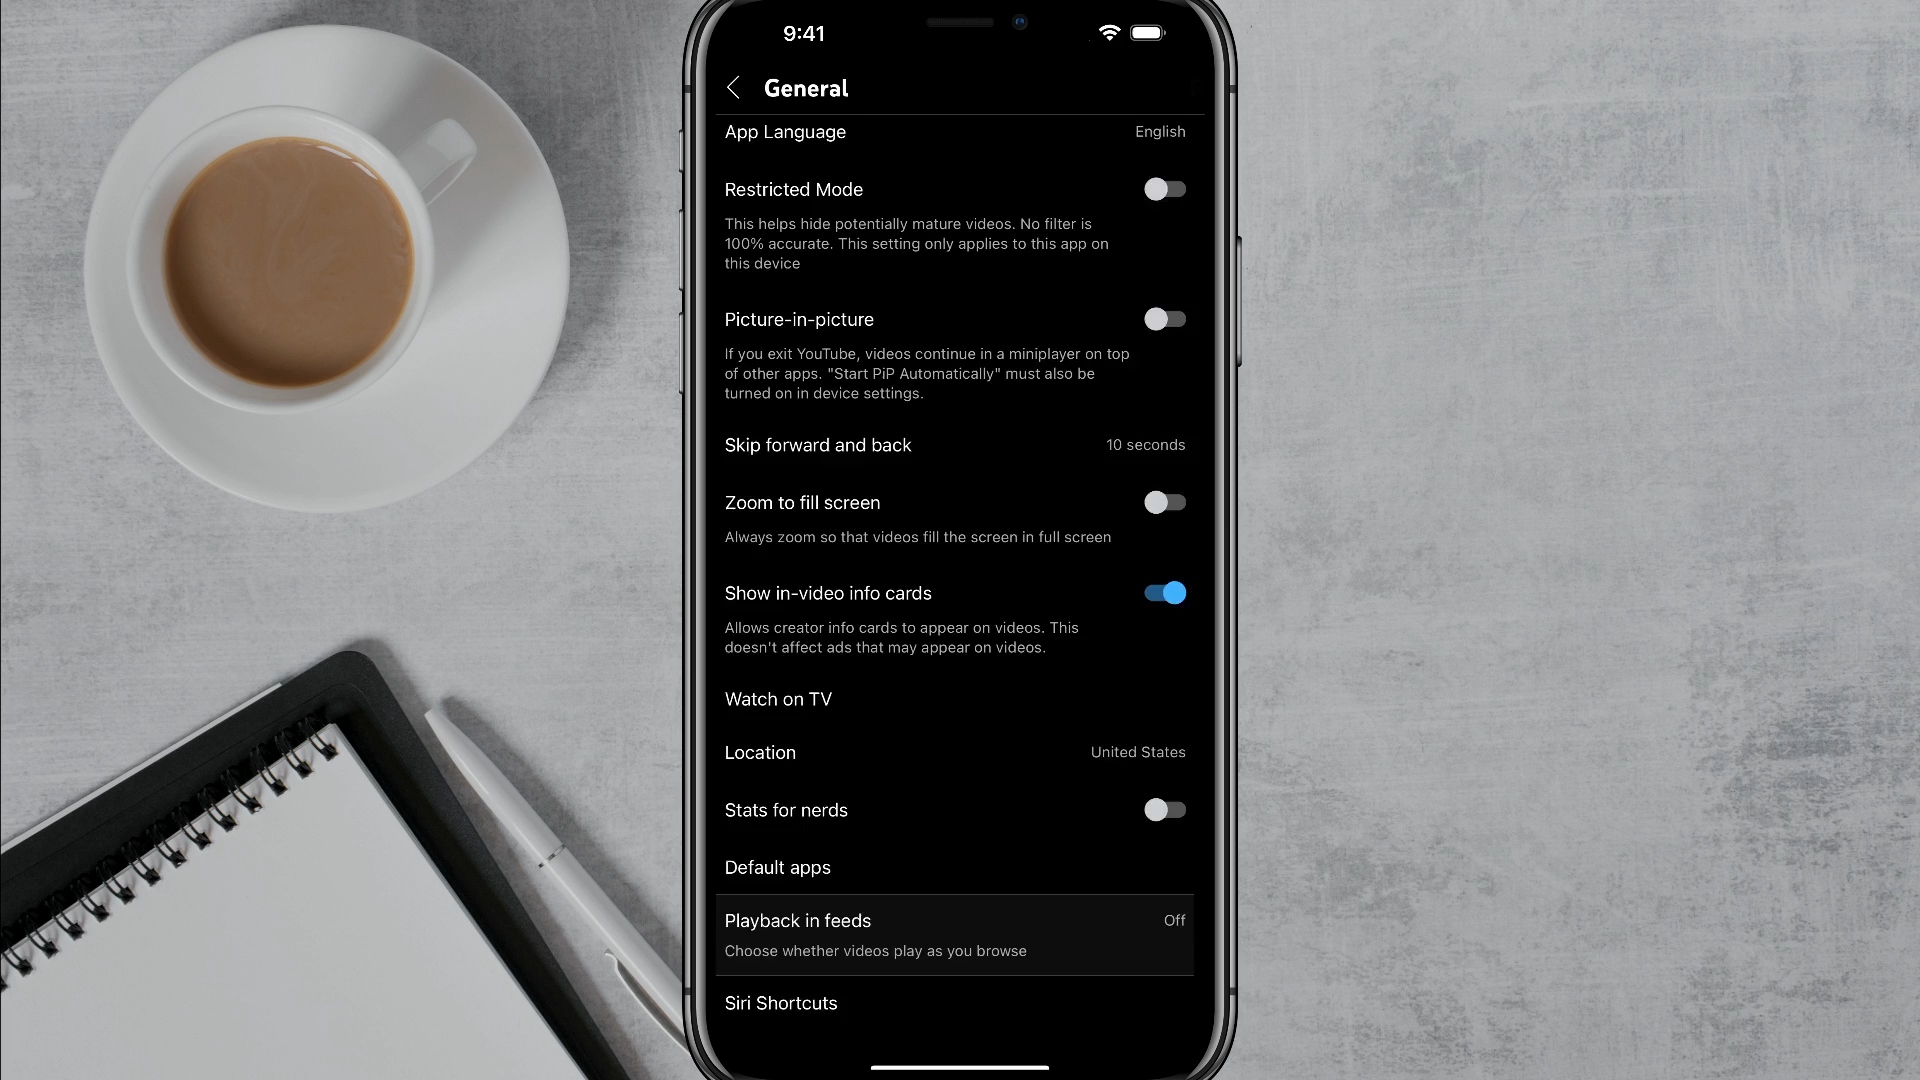 9:41
General
App Language English
Restricted Mode
This helps hide potentially mature videos. No filter is
100% accurate. This setting only applies to this app on
this device
Picture-in-picture
If you exit YouTube, videos continue in a miniplayer on top
of other apps. "Start PiP Automatically" must also be
turned on in device settings.
Skip forward and back 10 seconds
Zoom to fill screen
Always zoom so that videos fill the screen in full screen
Show in-video info cards
Allows creator info cards to appear on videos. This
doesn't affect ads that may appear on videos.
Watch on TV
Location United States
Stats for nerds
Default apps
Playback in feeds Off
Choose whether videos play as you browse
Siri Shortcuts